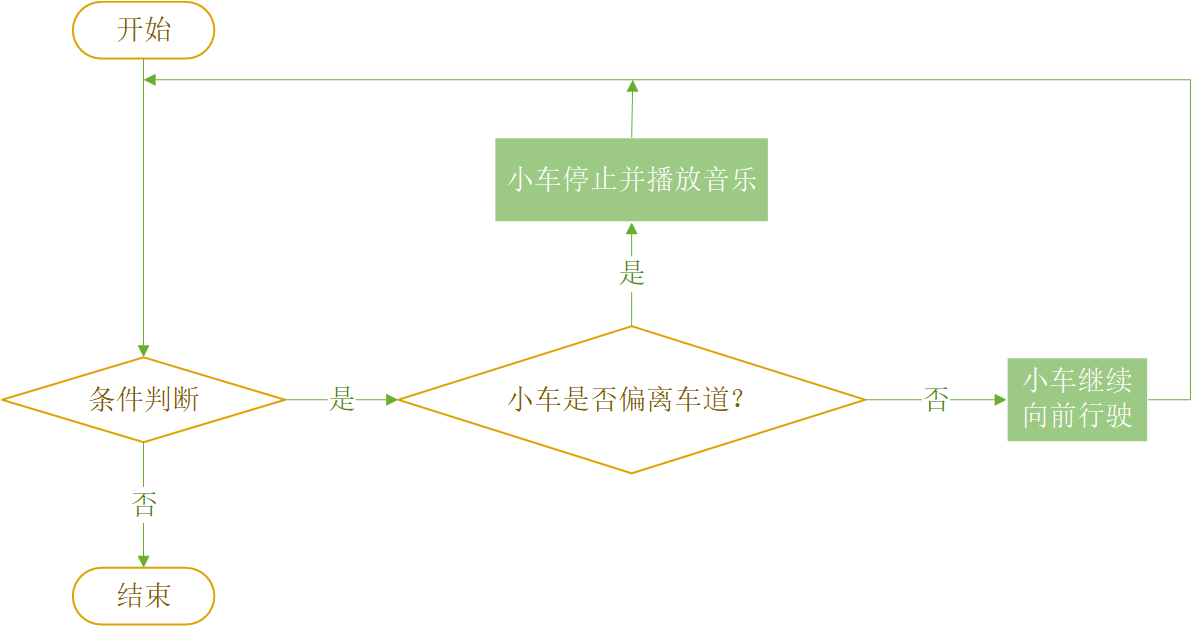 开始
小车停止并播放音乐
是
条件判断
是
小车是否偏离车道？
否
小车继续
向前行驶
否
结束